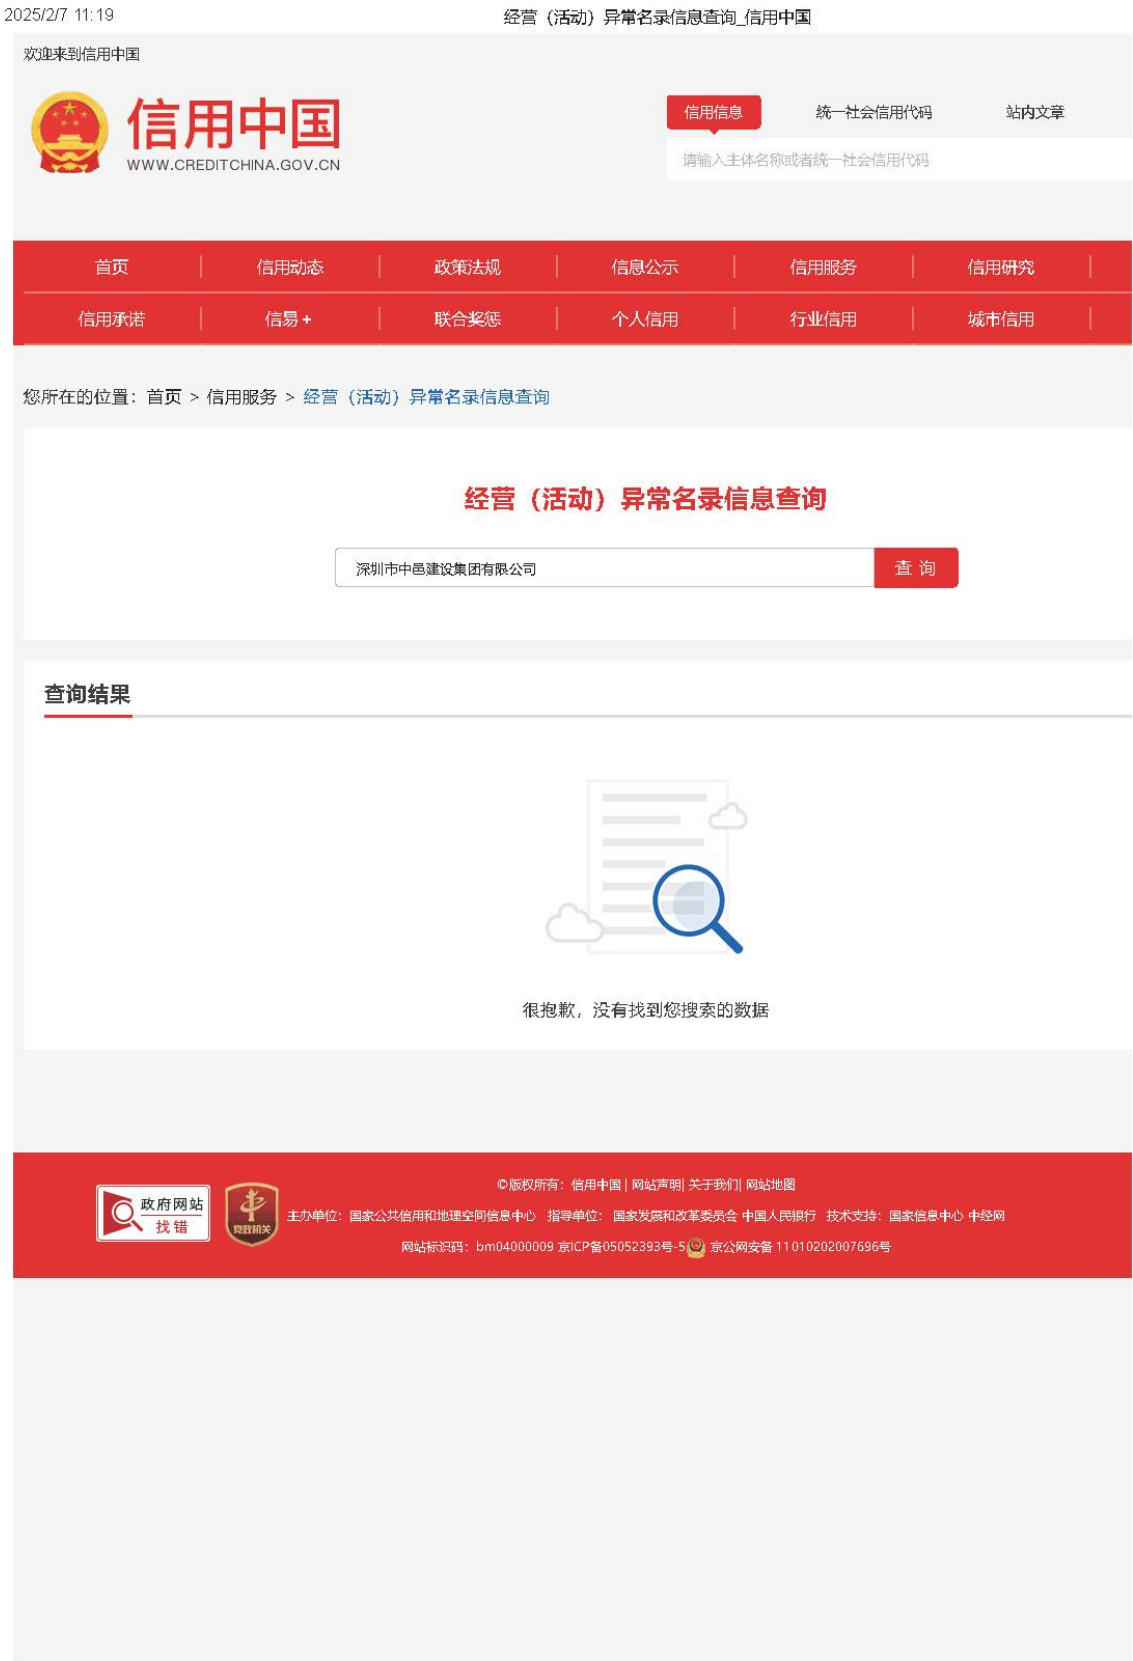 2025/2/7 11:19 经营（活动）异常名录信息查询_信用中国
欢迎来到信用中国
信用中国
WWW.CREDITCHINA.GOV.CN
信用信息 统一社会信用代码 站内文章
请输入主体名称或者统一社会信用代码
首页 信用动态 政策法规 信息公示 信用服务 信用研究
信用承诺 信易+ 联合奖惩 个人信用 行业信用 城市信用
您所在的位置：首页 > 信用服务 > 经营（活动）异常名录信息查询
经营（活动）异常名录信息查询
深圳市中邑建设集团有限公司 查询
查询结果
很抱歉，没有找到您搜索的数据
©版权所有：信用中国 | 网站声明| 关于我们| 网站地图
政府网站
找错
党政机关
主办单位：国家公共信用和地理空间信息中心 指导单位：国家发展和改革委员会 中国人民银行 技术支持：国家信息中心 中经网
网站标识码：bm04000009 京ICP备05052393号-5 京公网安备 11010202007696号